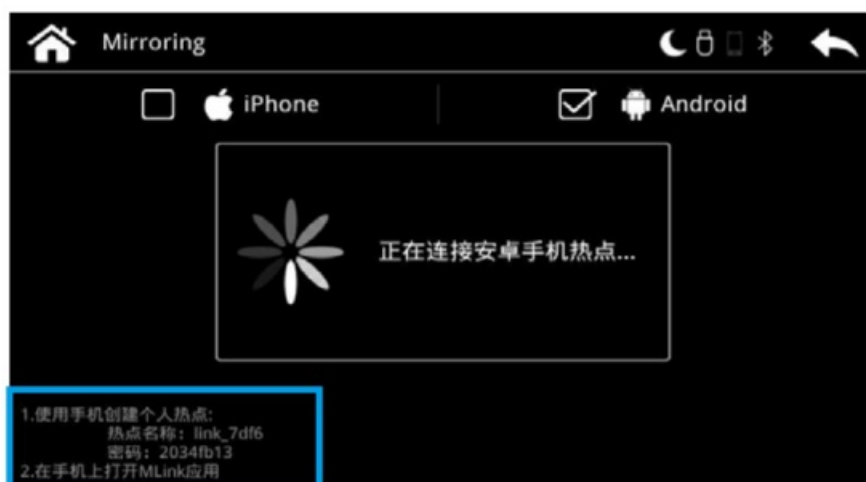 Mirroring
iPhone
Android
正在连接安卓手机热点...
1.使用手机创建个人热点:
热点名称：link_7df6
密码：2034fb13
2.在手机上打开MLink应用